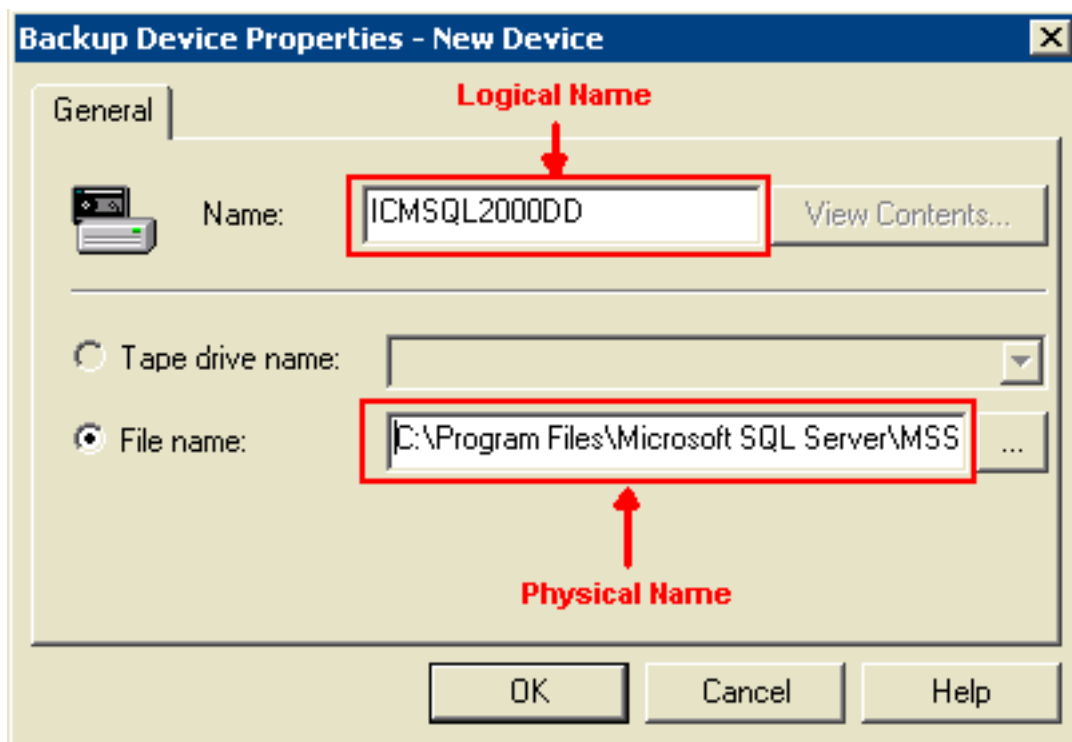 Backup Device Properties - New Device
General
Logical Name
Name:
ICMSQL2000DD
View Contents...
Tape drive name:
File name:
C:\Program Files\Microsoft SQL Server\MSS
...
Physical Name
OK
Cancel
Help